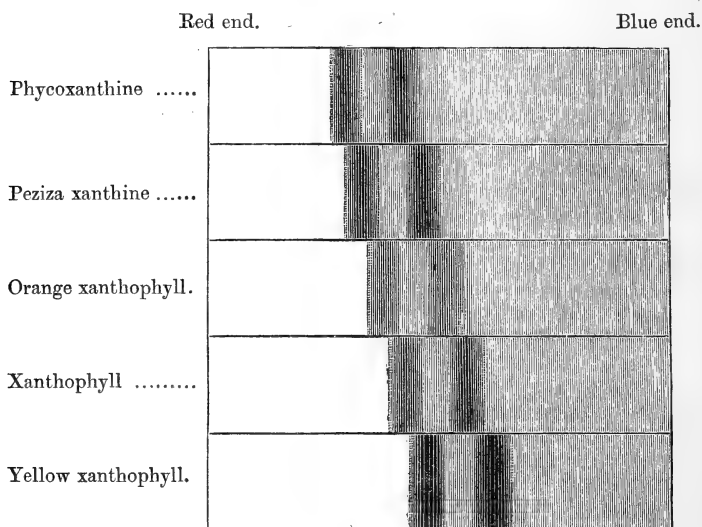 Red end. Blue end.
Phycoxanthine ......
Peziza xanthine ......
Orange xanthophyll.
Xanthophyll .........
Yellow xanthophyll.